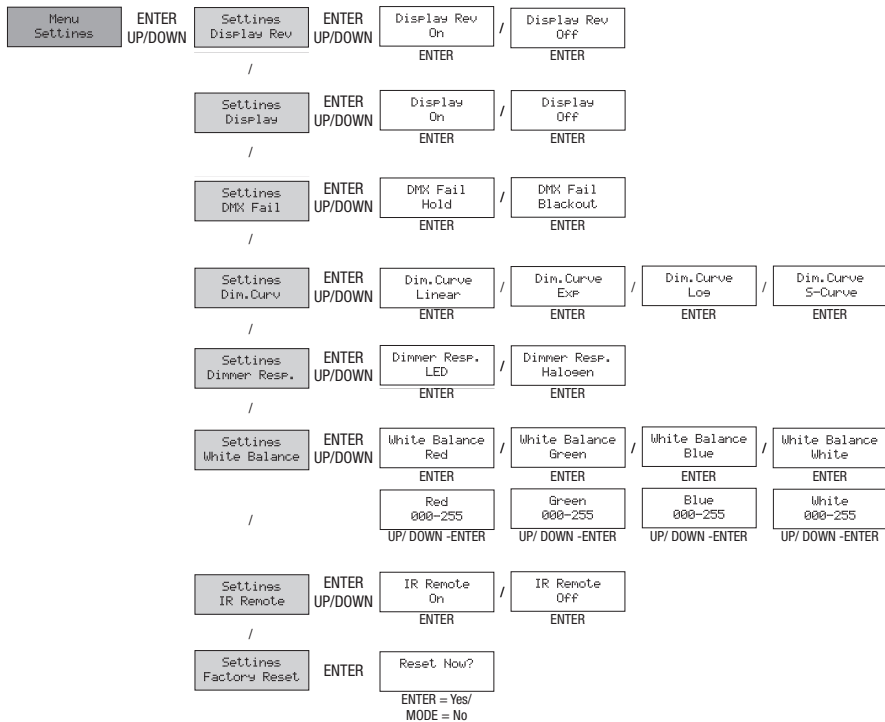 Menu
Settings
ENTER
UP/DOWN
Settings
Display Rev
ENTER
UP/DOWN
Display Rev
On
ENTER
/
Display Rev
Off
ENTER
/
Settings
Display
ENTER
UP/DOWN
Display
On
ENTER
/
Display
Off
ENTER
/
Settings
DMX Fail
ENTER
UP/DOWN
DMX Fail
Hold
ENTER
/
DMX Fail
Blackout
ENTER
/
Settings
Dim.Curv
ENTER
UP/DOWN
Dim.Curve
Linear
ENTER
/
Dim.Curve
Exp
ENTER
/
Dim.Curve
Log
ENTER
/
Dim.Curve
S-Curve
ENTER
/
Settings
Dimmer Resp.
ENTER
UP/DOWN
Dimmer Resp.
LED
ENTER
/
Dimmer Resp.
Halogen
ENTER
/
Settings
White Balance
ENTER
UP/DOWN
White Balance
Red
ENTER
/
White Balance
Green
ENTER
/
White Balance
Blue
ENTER
/
White Balance
White
ENTER
/
Red
000-255
UP/ DOWN -ENTER
Green
000-255
UP/ DOWN -ENTER
Blue
000-255
UP/ DOWN -ENTER
White
000-255
UP/ DOWN -ENTER
Settings
IR Remote
ENTER
UP/DOWN
IR Remote
On
ENTER
/
IR Remote
Off
ENTER
/
Settings
Factory Reset
ENTER
Reset Now?
ENTER = Yes/
MODE = No